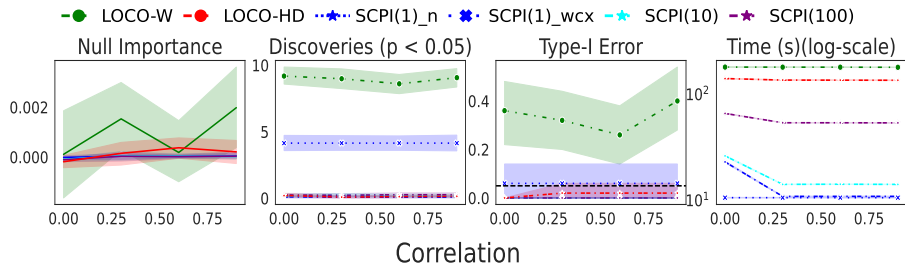 LOCO-W LOCO-HD SCPI(1)_n SCPI(1)_wcx SCPI(10) SCPI(100)
Null Importance Discoveries (p < 0.05) Type-I Error Time (s)(log-scale)
0.002
0.000
10
5
0
0.4
0.2
0.0
10²
10¹
0.00 0.25 0.50 0.75 0.00 0.25 0.50 0.75 0.00 0.25 0.50 0.75 0.00 0.25 0.50 0.75
Correlation